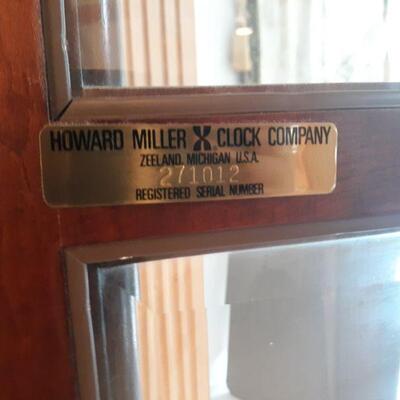 HOWARD MILLER CLOCK COMPANY
ZEELAND, MICHIGAN U.S.A.
271012
REGISTERED SERIAL NUMBER